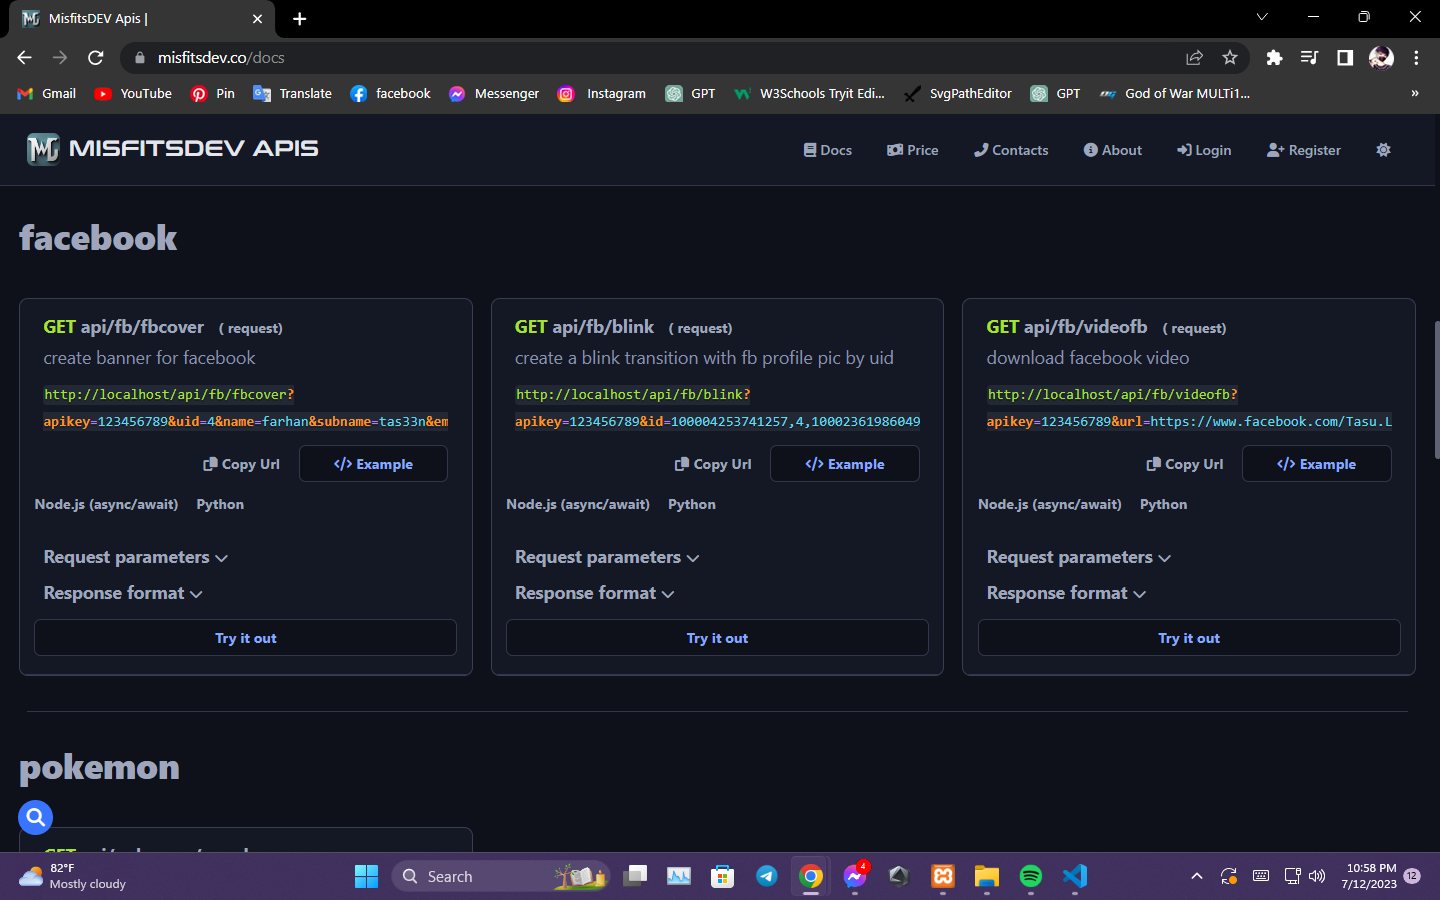 MisfitsDEV Apis |
misfitsdev.co/docs
Gmail YouTube Pin Translate facebook Messenger Instagram GPT W3Schools Tryit Edi... SvgPathEditor GPT God of War MULTi1... »
MISFITSDEV APIS Docs Price Contacts About Login Register
facebook
GET api/fb/fbcover ( request)
create banner for facebook
http://localhost/api/fb/fbcover?
apikey=123456789&uid=4&name=farhan&subname=tas33n&em
Copy Url </> Example
Node.js (async/await) Python
Request parameters
Response format
Try it out
GET api/fb/blink ( request)
create a blink transition with fb profile pic by uid
http://localhost/api/fb/blink?
apikey=123456789&id=100004253741257,4,10002361986049
Copy Url </> Example
Node.js (async/await) Python
Request parameters
Response format
Try it out
GET api/fb/videofb ( request)
download facebook video
http://localhost/api/fb/videofb?
apikey=123456789&url=https://www.facebook.com/Tasu.L
Copy Url </> Example
Node.js (async/await) Python
Request parameters
Response format
Try it out
pokemon
82°F
Mostly cloudy
Search
4
10:58 PM
7/12/2023
12